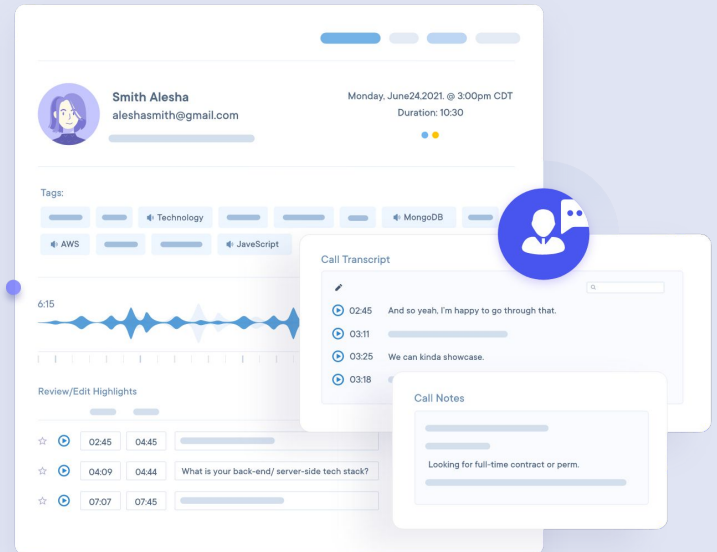 Smith Alesha
aleshasmith@gmail.com
Monday, June24,2021. @ 3:00pm CDT
Duration: 10:30
Tags:
Technology
MongoDB
AWS
JaveScript
6:15
Review/Edit Highlights
02:45 04:45
04:09 04:44 What is your back-end/ server-side tech stack?
07:07 07:45
Call Transcript
02:45 And so yeah, I'm happy to go through that.
03:11
03:25 We can kinda showcase.
03:18
Call Notes
Looking for full-time contract or perm.